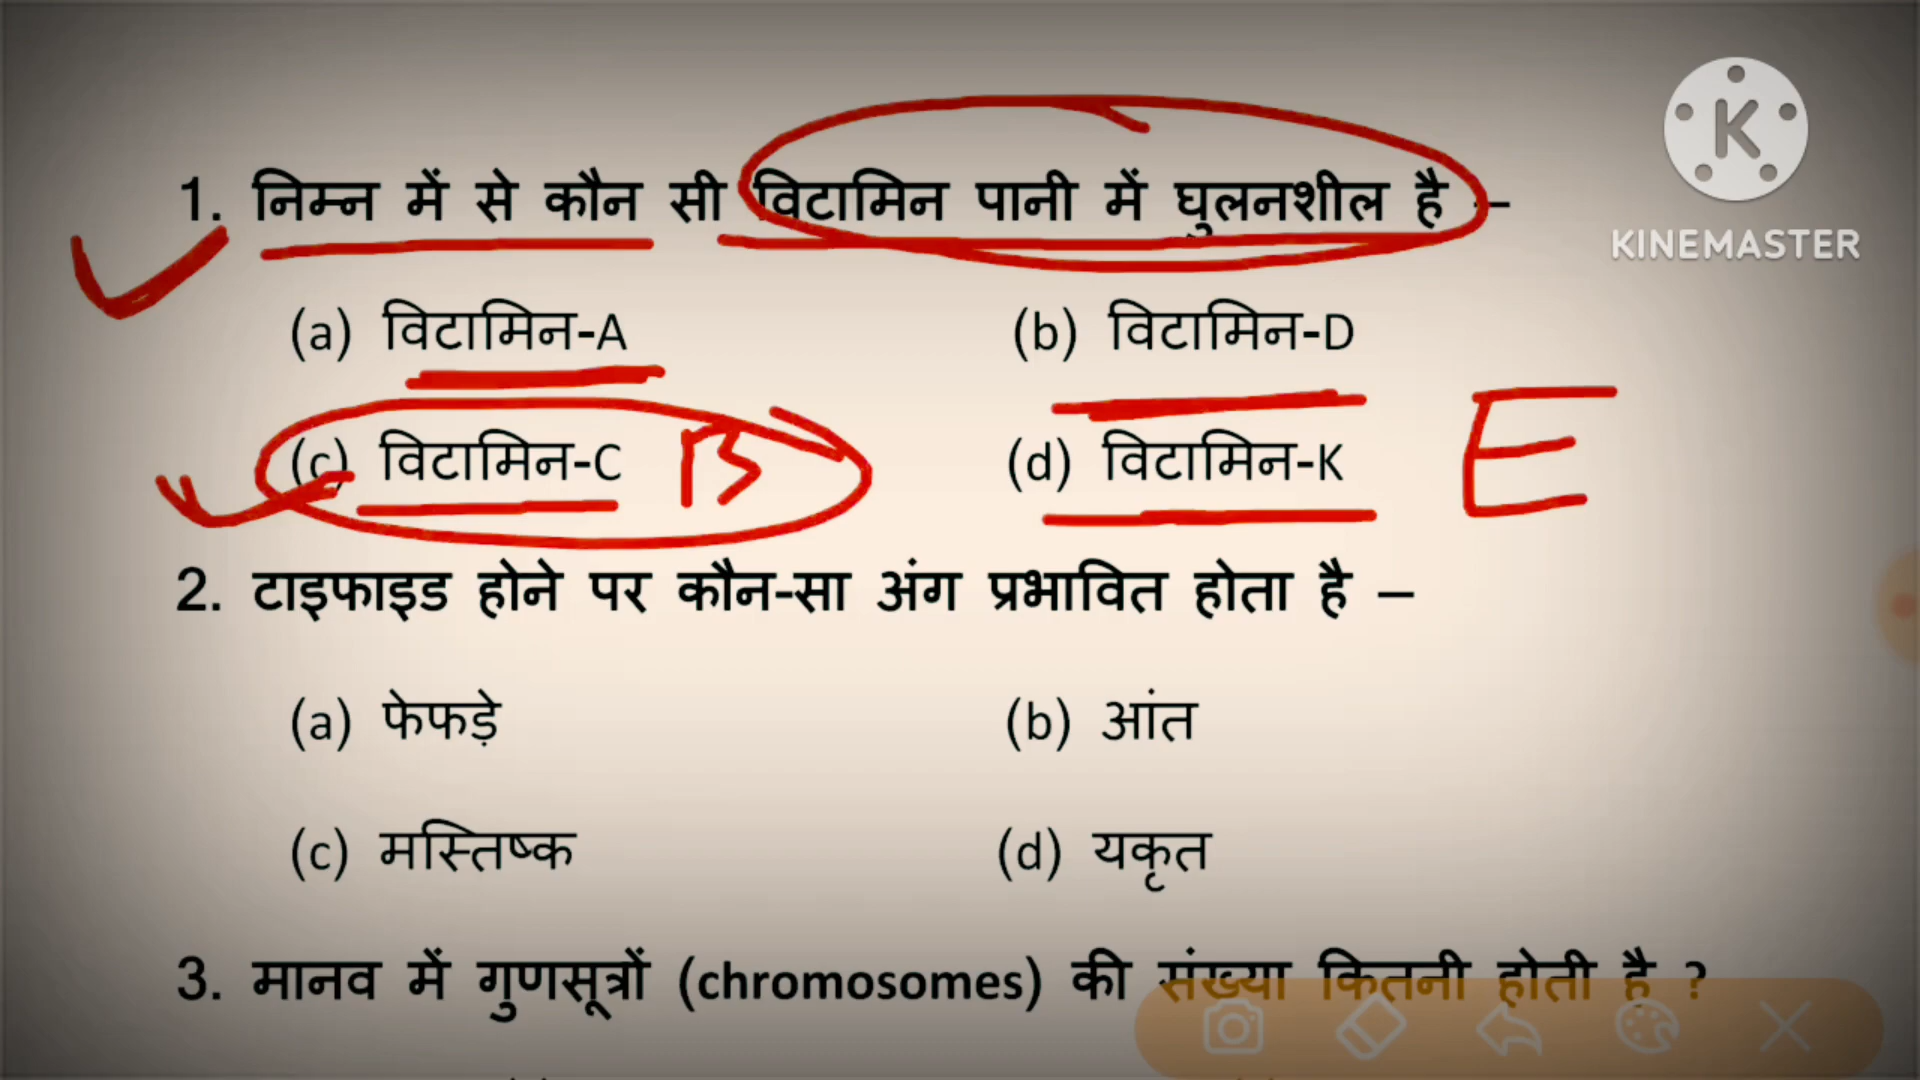 K
KINEMASTER
1. निम्न में से कौन सी विटामिन पानी में घुलनशील है –
(a) विटामिन-A (b) विटामिन-D
(c) विटामिन-C B (d) विटामिन-K E
2. टाइफाइड होने पर कौन-सा अंग प्रभावित होता है –
(a) फेफड़े (b) आंत
(c) मस्तिष्क (d) यकृत
3. मानव में गुणसूत्रों (chromosomes) की संख्या कितनी होती है ?